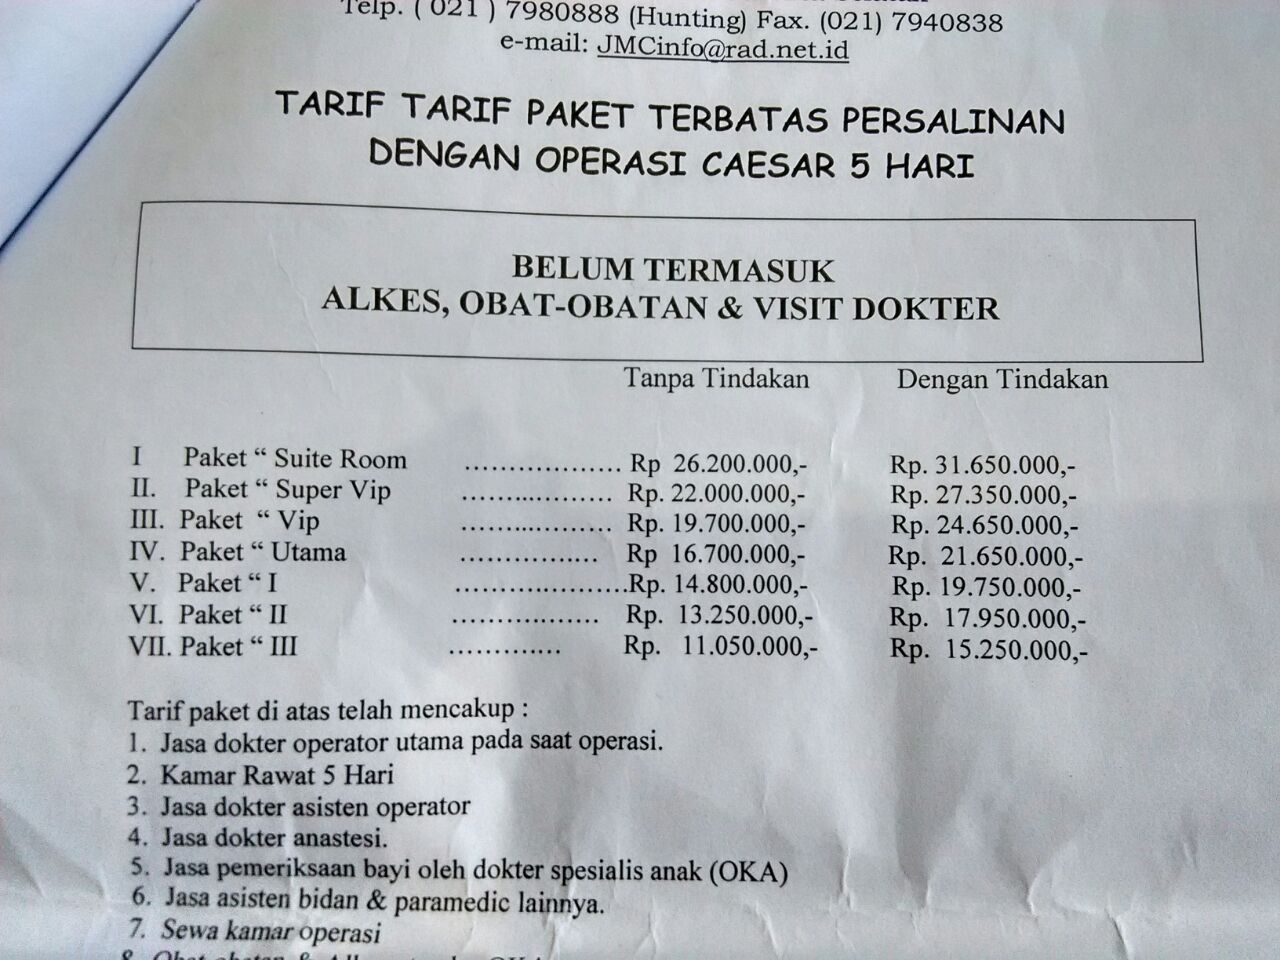 Telp. ( 021 ) 7980888 (Hunting) Fax. (021) 7940838
e-mail: JMCinfo@rad.net.id
TARIF TARIF PAKET TERBATAS PERSALINAN
DENGAN OPERASI CAESAR 5 HARI
BELUM TERMASUK
ALKES, OBAT-OBATAN & VISIT DOKTER
Tanpa Tindakan Dengan Tindakan
I Paket “ Suite Room .................. Rp 26.200.000,- Rp. 31.650.000,-
II. Paket “ Super Vip ................. Rp. 22.000.000,- Rp. 27.350.000,-
III. Paket “ Vip ................. Rp. 19.700.000,- Rp. 24.650.000,-
IV. Paket “ Utama ................ Rp 16.700.000,- Rp. 21.650.000,-
V. Paket “ I ...................Rp. 14.800.000,- Rp. 19.750.000,-
VI. Paket “ II ................. Rp. 13.250.000,- Rp. 17.950.000,-
VII. Paket “ III ............. Rp. 11.050.000,- Rp. 15.250.000,-
Tarif paket di atas telah mencakup :
1. Jasa dokter operator utama pada saat operasi.
2. Kamar Rawat 5 Hari
3. Jasa dokter asisten operator
4. Jasa dokter anastesi.
5. Jasa pemeriksaan bayi oleh dokter spesialis anak (OKA)
6. Jasa asisten bidan & paramedic lainnya.
7. Sewa kamar operasi